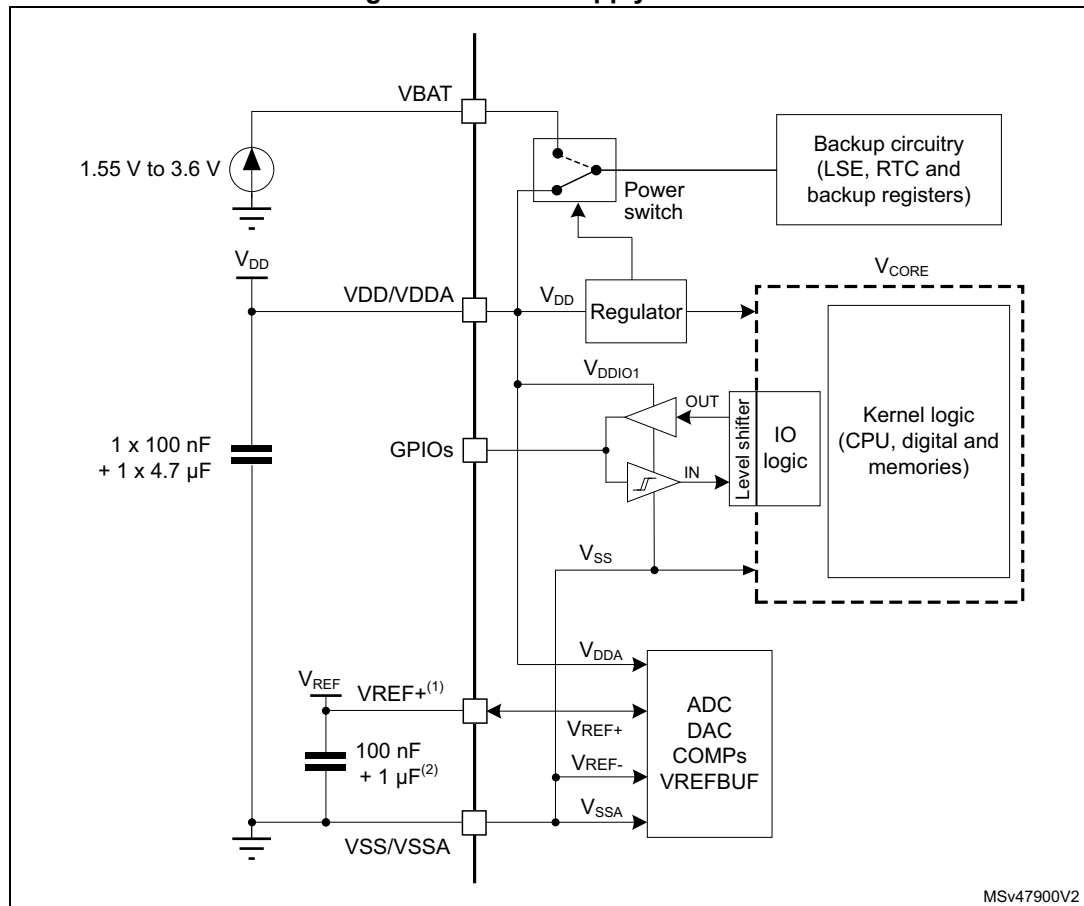 VBAT
1.55 V to 3.6 V
Power
switch
Backup circuitry
(LSE, RTC and
backup registers)
VDD
VDD/VDDA
VDD
Regulator
VCORE
VDDIO1
OUT
GPIOs
IN
Level shifter
IO
logic
Kernel logic
(CPU, digital and
memories)
1 x 100 nF
+ 1 x 4.7 µF
VSS
VDDA
VREF
VREF+(1)
VREF+
100 nF
+ 1 µF(2)
VREF-
VSSA
ADC
DAC
COMPs
VREFBUF
VSS/VSSA
MSv47900V2